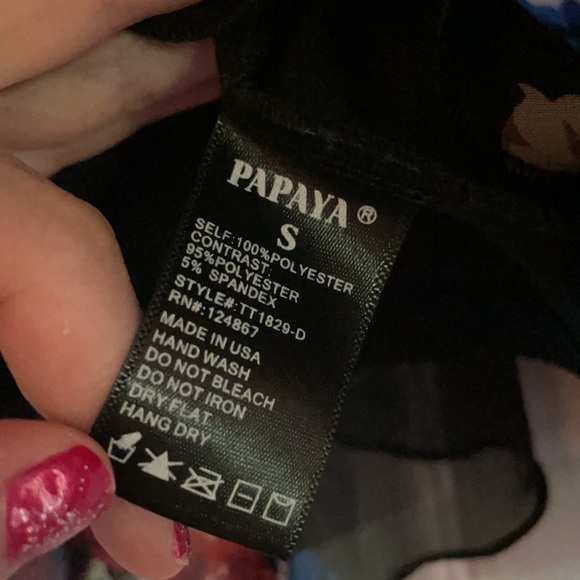 PAPAYA®
S
SELF:100%POLYESTER
CONTRAST:
95%POLYESTER
5% SPANDEX
STYLE#:TT1829-D
RN#:124867
MADE IN USA
HAND WASH
DO NOT BLEACH
DO NOT IRON
DRY FLAT
HANG DRY